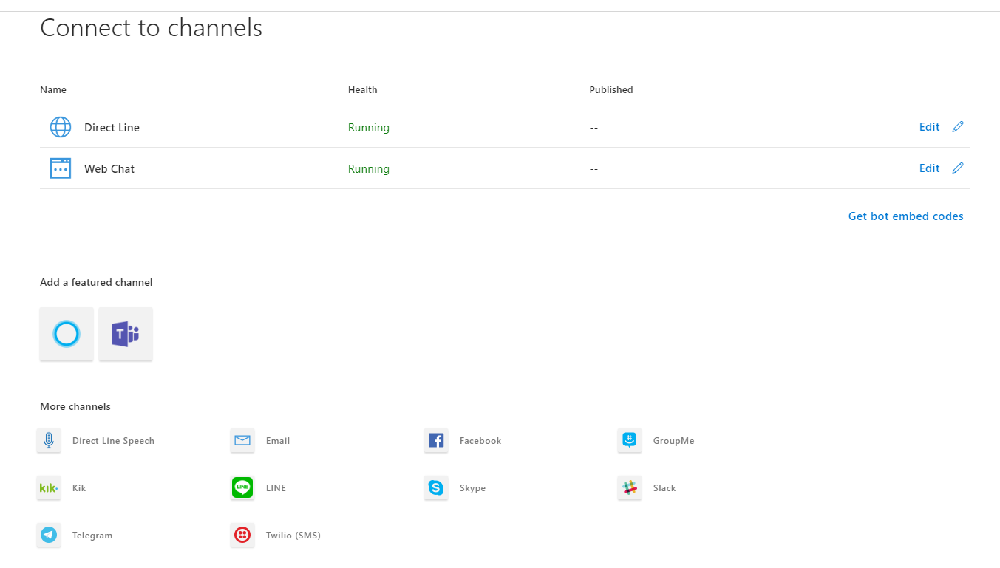 Connect to channels
Name Health Published
Direct Line Running -- Edit
Web Chat Running -- Edit
Get bot embed codes
Add a featured channel
T
More channels
Direct Line Speech Email Facebook GroupMe
kik. Kik LINE LINE Skype Slack
Telegram Twilio (SMS)